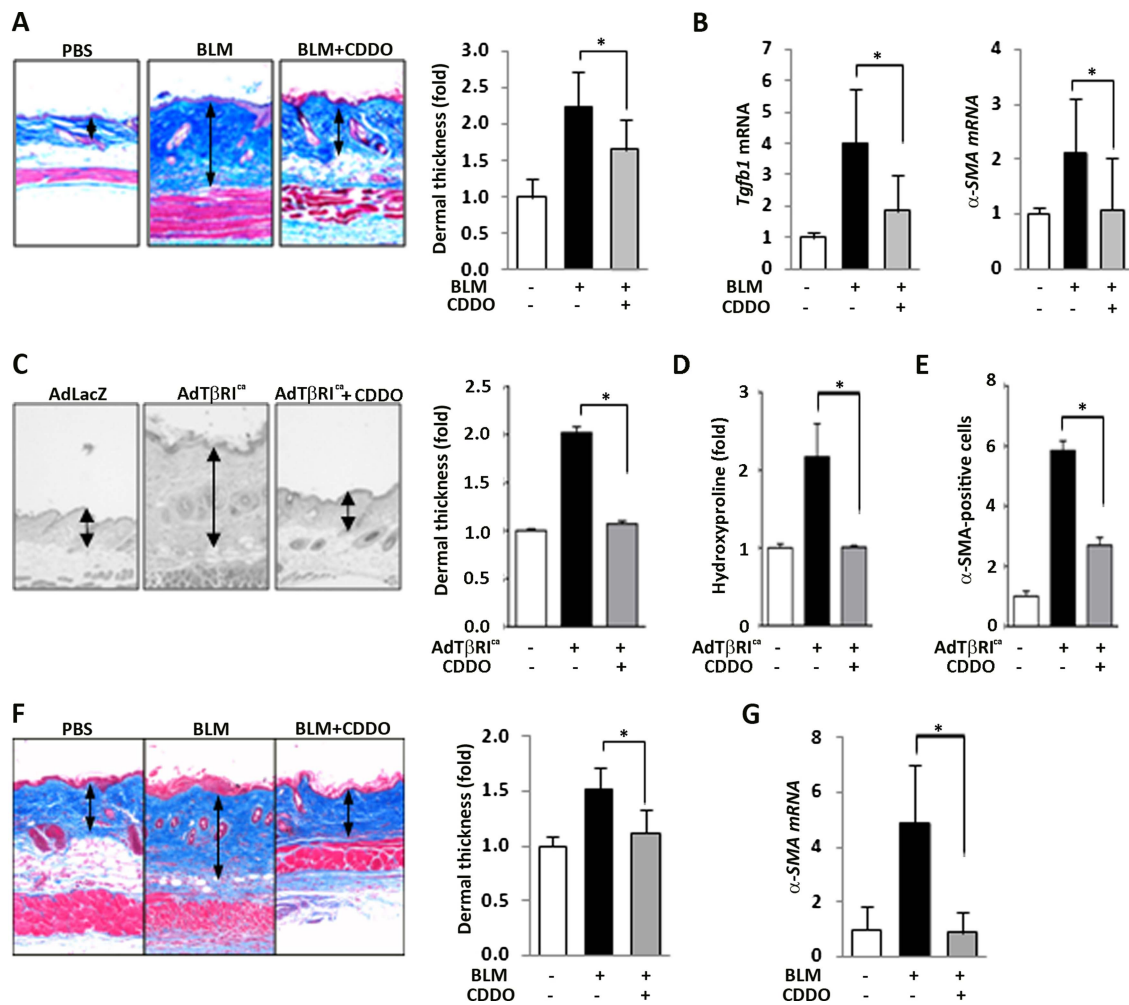 A
PBS
BLM
BLM+CDDO
Dermal thickness (fold)
3.0
2.5
2.0
1.5
1.0
0.5
0.0
*
BLM - + +
CDDO - - +
B
Tgfb1 mRNA
7
6
5
4
3
2
1
0
*
BLM - + +
CDDO - - +
α-SMA mRNA
4
3
2
1
0
*
- + +
- - +
C
AdLacZ
AdTβRIᶜᵃ
AdTβRIᶜᵃ+CDDO
Dermal thickness (fold)
2.5
2.0
1.5
1.0
0.5
0.0
*
AdTβRIᶜᵃ - + +
CDDO - - +
D
Hydroxyproline (fold)
3
2
1
0
*
AdTβRIᶜᵃ - + +
CDDO - - +
E
α-SMA-positive cells
8
6
4
2
0
*
AdTβRIᶜᵃ - + +
CDDO - - +
F
PBS
BLM
BLM+CDDO
Dermal thickness (fold)
2.0
1.5
1.0
0.5
0.0
*
BLM - + +
CDDO - - +
G
α-SMA mRNA
8
6
4
2
0
*
BLM - + +
CDDO - - +